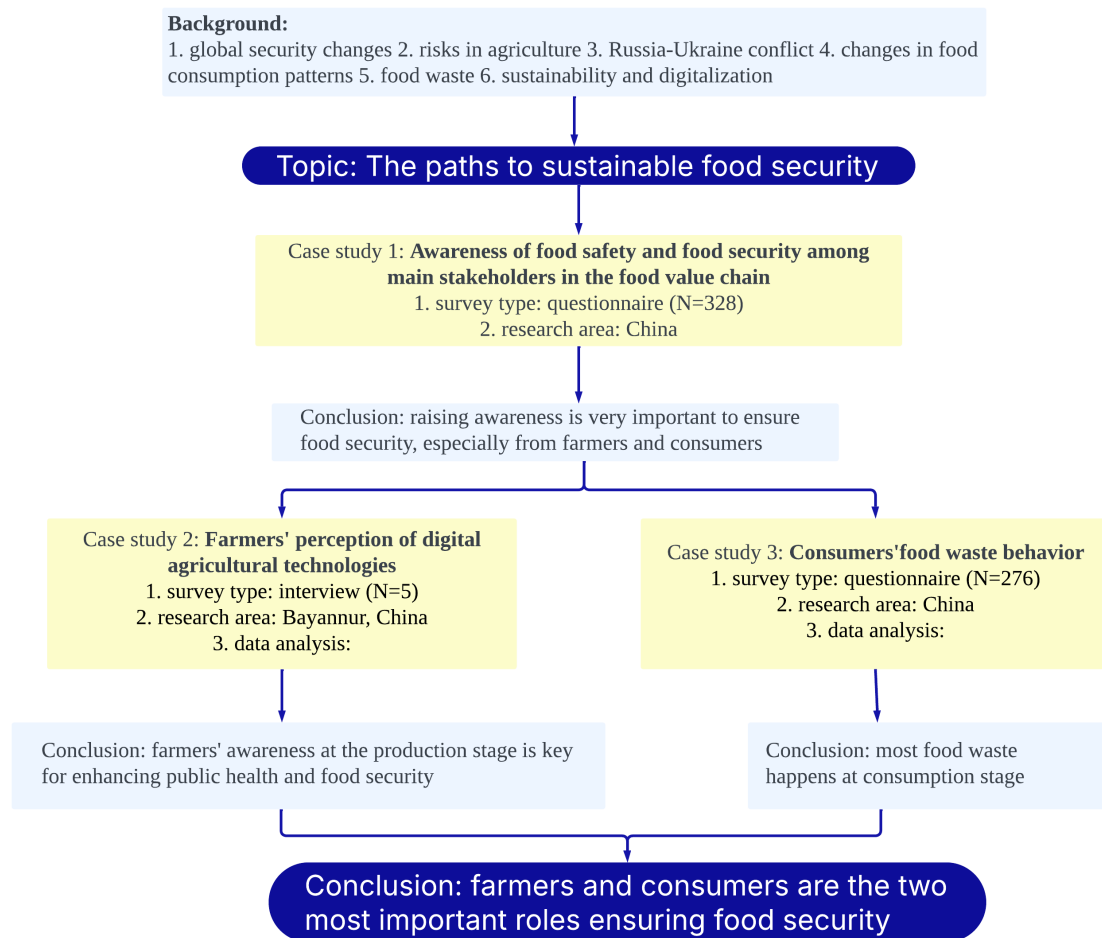 Background:
1. global security changes 2. risks in agriculture 3. Russia-Ukraine conflict 4. changes in food
consumption patterns 5. food waste 6. sustainability and digitalization
Topic: The paths to sustainable food security
Case study 1: Awareness of food safety and food security among
main stakeholders in the food value chain
1. survey type: questionnaire (N=328)
2. research area: China
Conclusion: raising awareness is very important to ensure
food security, especially from farmers and consumers
Case study 2: Farmers' perception of digital
agricultural technologies
1. survey type: interview (N=5)
2. research area: Bayannur, China
3. data analysis:
Case study 3: Consumers'food waste behavior
1. survey type: questionnaire (N=276)
2. research area: China
3. data analysis:
Conclusion: farmers' awareness at the production stage is key
for enhancing public health and food security
Conclusion: most food waste
happens at consumption stage
Conclusion: farmers and consumers are the two
most important roles ensuring food security